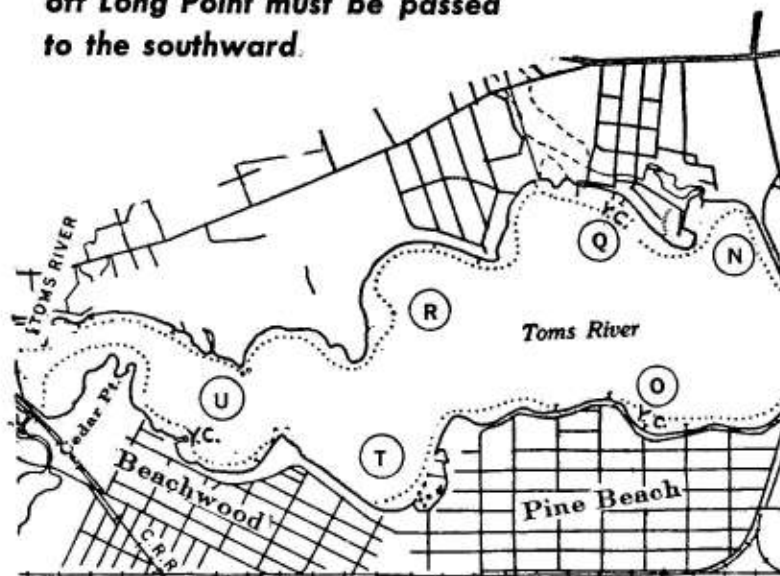 off Long Point must be passed
to the southward.
TOMS RIVER
Y.C.
Q
N
R
Toms River
O
Y.C.
U
Cedar Pt.
Y.C.
T
Beachwood
Pine Beach
C.R.R